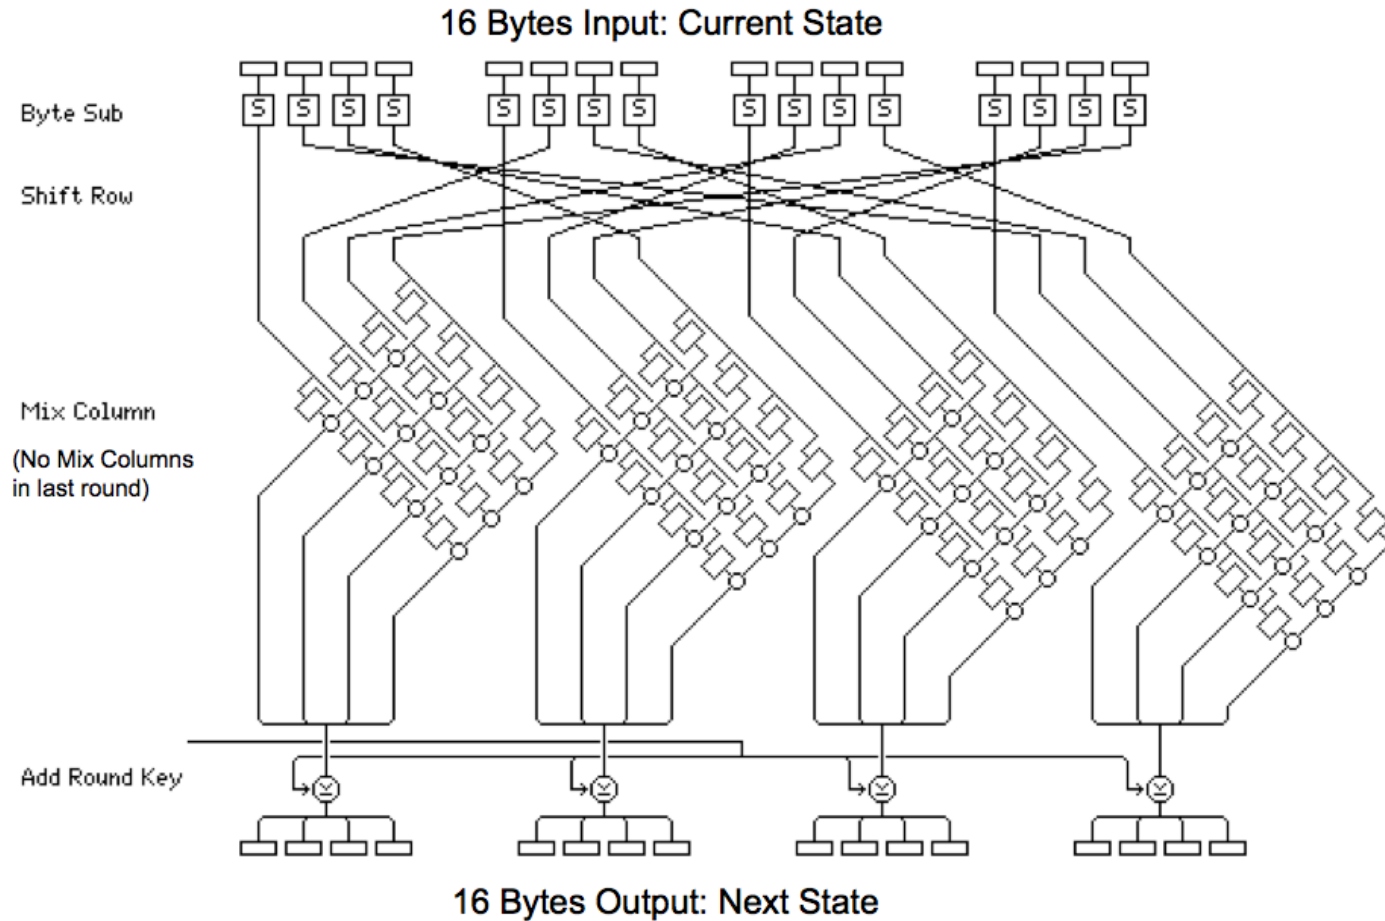 16 Bytes Input: Current State
Byte Sub
S S S S S S S S S S S S S S S S
Shift Row
Mix Column
(No Mix Columns
in last round)
Add Round Key
16 Bytes Output: Next State